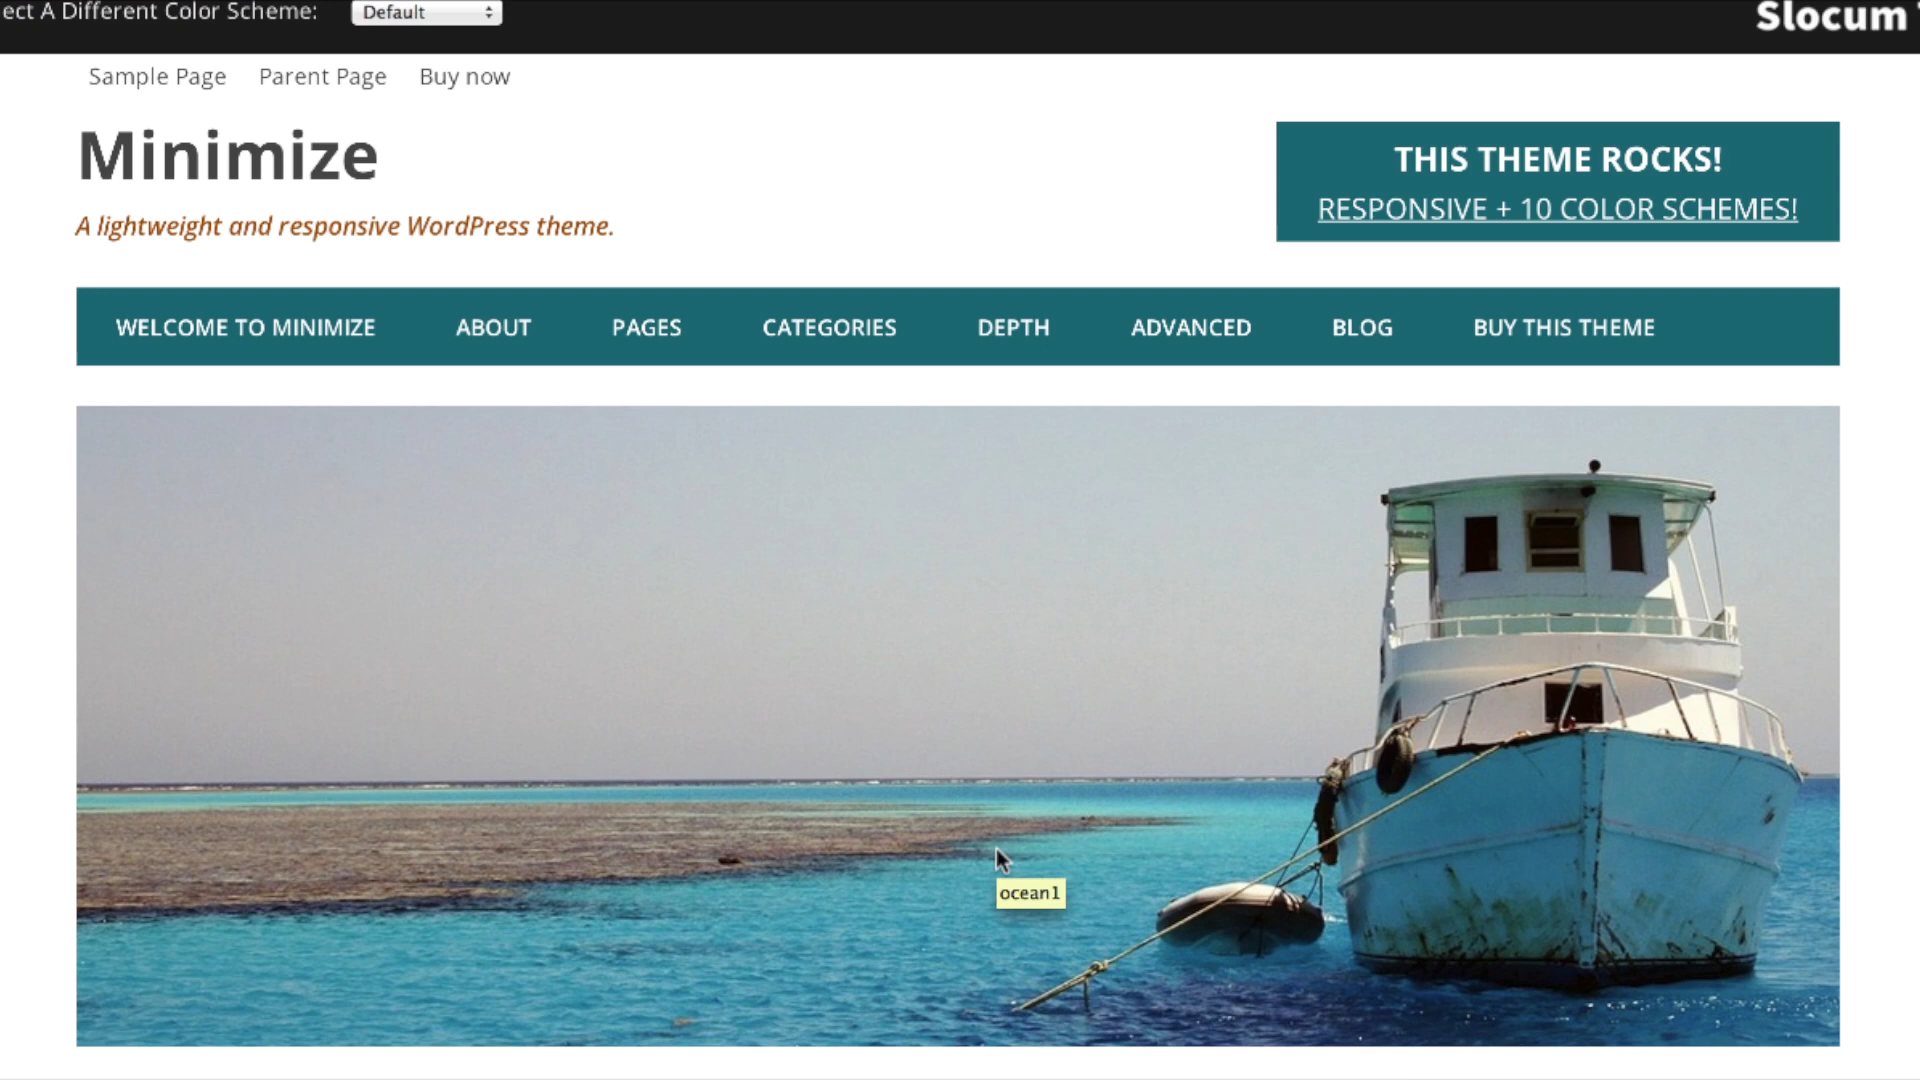 ect A Different Color Scheme: Default Slocum
Sample Page Parent Page Buy now
Minimize
A lightweight and responsive WordPress theme.
THIS THEME ROCKS!
RESPONSIVE + 10 COLOR SCHEMES!
WELCOME TO MINIMIZE ABOUT PAGES CATEGORIES DEPTH ADVANCED BLOG BUY THIS THEME
ocean1